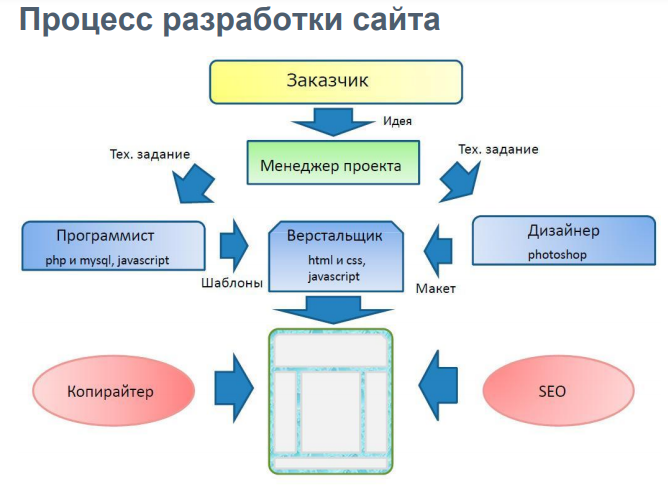 Процесс разработки сайта
Заказчик
Идея
Менеджер проекта
Тех. задание
Тех. задание
Программист
php и mysql, javascript
Шаблоны
Верстальщик
html и css,
javascript
Макет
Дизайнер
photoshop
Копирайтер
SEO